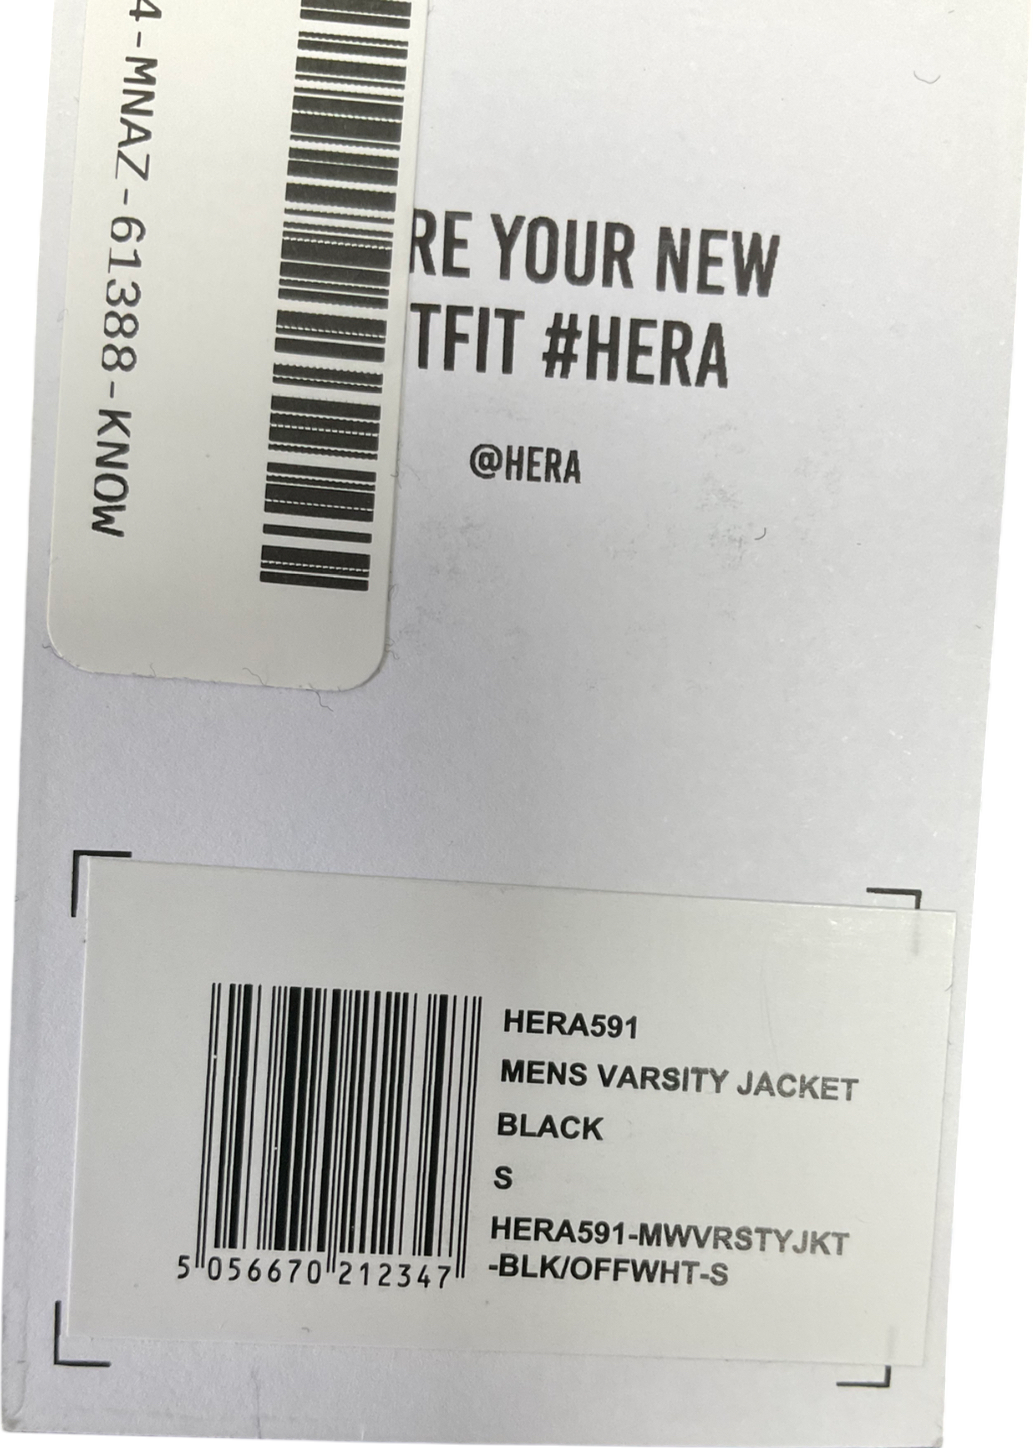 4-MNAZ-61388-KNOW
RE YOUR NEW
TFIT #HERA
@HERA
HERA591
MENS VARSITY JACKET
BLACK
S
HERA591-MWVRSTYJKT
-BLK/OFFWHT-S
5 056670 212347